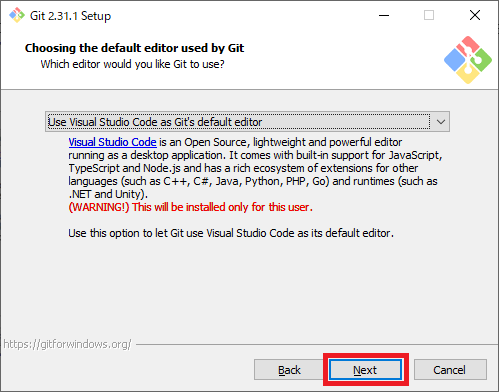 Git 2.31.1 Setup
Choosing the default editor used by Git
Which editor would you like Git to use?
Use Visual Studio Code as Git's default editor
Visual Studio Code is an Open Source, lightweight and powerful editor
running as a desktop application. It comes with built-in support for JavaScript,
TypeScript and Node.js and has a rich ecosystem of extensions for other
languages (such as C++, C#, Java, Python, PHP, Go) and runtimes (such as
.NET and Unity).
(WARNING!) This will be installed only for this user.
Use this option to let Git use Visual Studio Code as its default editor.
https://gitforwindows.org/
Back
Next
Cancel